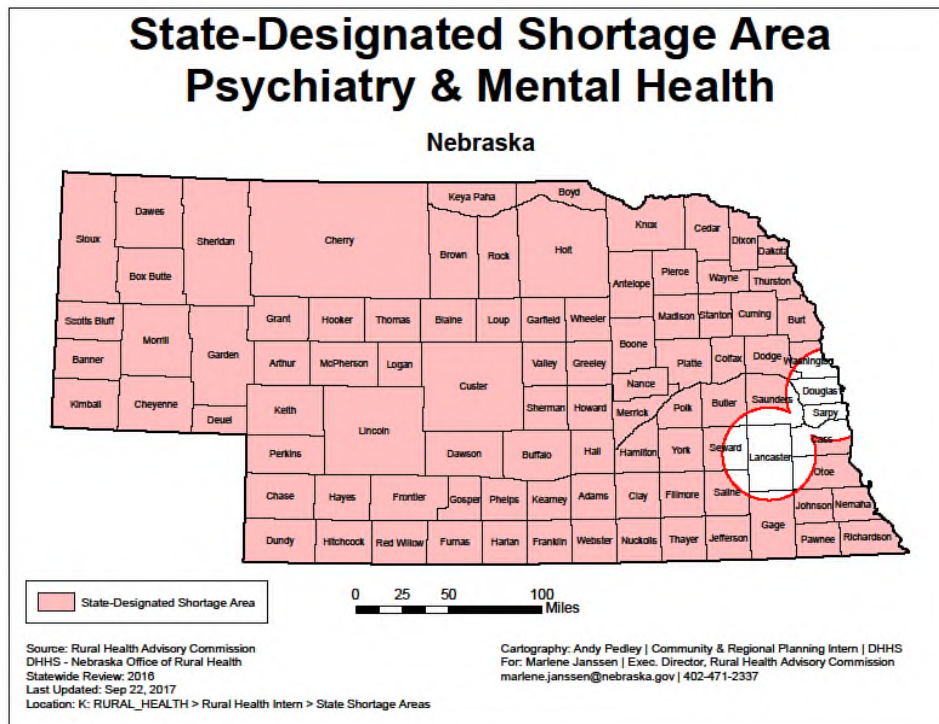 State-Designated Shortage Area
Psychiatry & Mental Health
Nebraska
Keya Paha
Boyd
Dawes
Knox
Cedar
Sioux
Sheridan
Cherry
Dixon
Dakota
Brown
Rock
Holt
Box Butte
Antelope
Pierce
Wayne
Thurston
Scotts Bluff
Grant
Hooker
Thomas
Blaine
Loup
Garfield
Wheeler
Madison
Stanton
Cuming
Burt
Morrill
Garden
Boone
Banner
Arthur
McPherson
Logan
Valley
Greeley
Platte
Colfax
Dodge
Washington
Custer
Nance
Douglas
Kimball
Cheyenne
Deuel
Keith
Sherman
Howard
Merrick
Polk
Butler
Saunders
Sarpy
Lincoln
Perkins
Dawson
Buffalo
Hall
Hamilton
York
Seward
Lancaster
Cass
Otoe
Chase
Hayes
Frontier
Gosper
Phelps
Kearney
Adams
Clay
Fillmore
Saline
Johnson
Nemaha
Gage
Dundy
Hitchcock
Red Willow
Furnas
Harlan
Franklin
Webster
Nuckolls
Thayer
Jefferson
Pawnee
Richardson
State-Designated Shortage Area
0 25 50 100
Miles
Source: Rural Health Advisory Commission
DHHS - Nebraska Office of Rural Health
Statewide Review: 2016
Last Updated: Sep 22, 2017
Location: K: RURAL_HEALTH > Rural Health Intern > State Shortage Areas
Cartography: Andy Pedley | Community & Regional Planning Intern | DHHS
For: Marlene Janssen | Exec. Director, Rural Health Advisory Commission
marlene.janssen@nebraska.gov | 402-471-2337